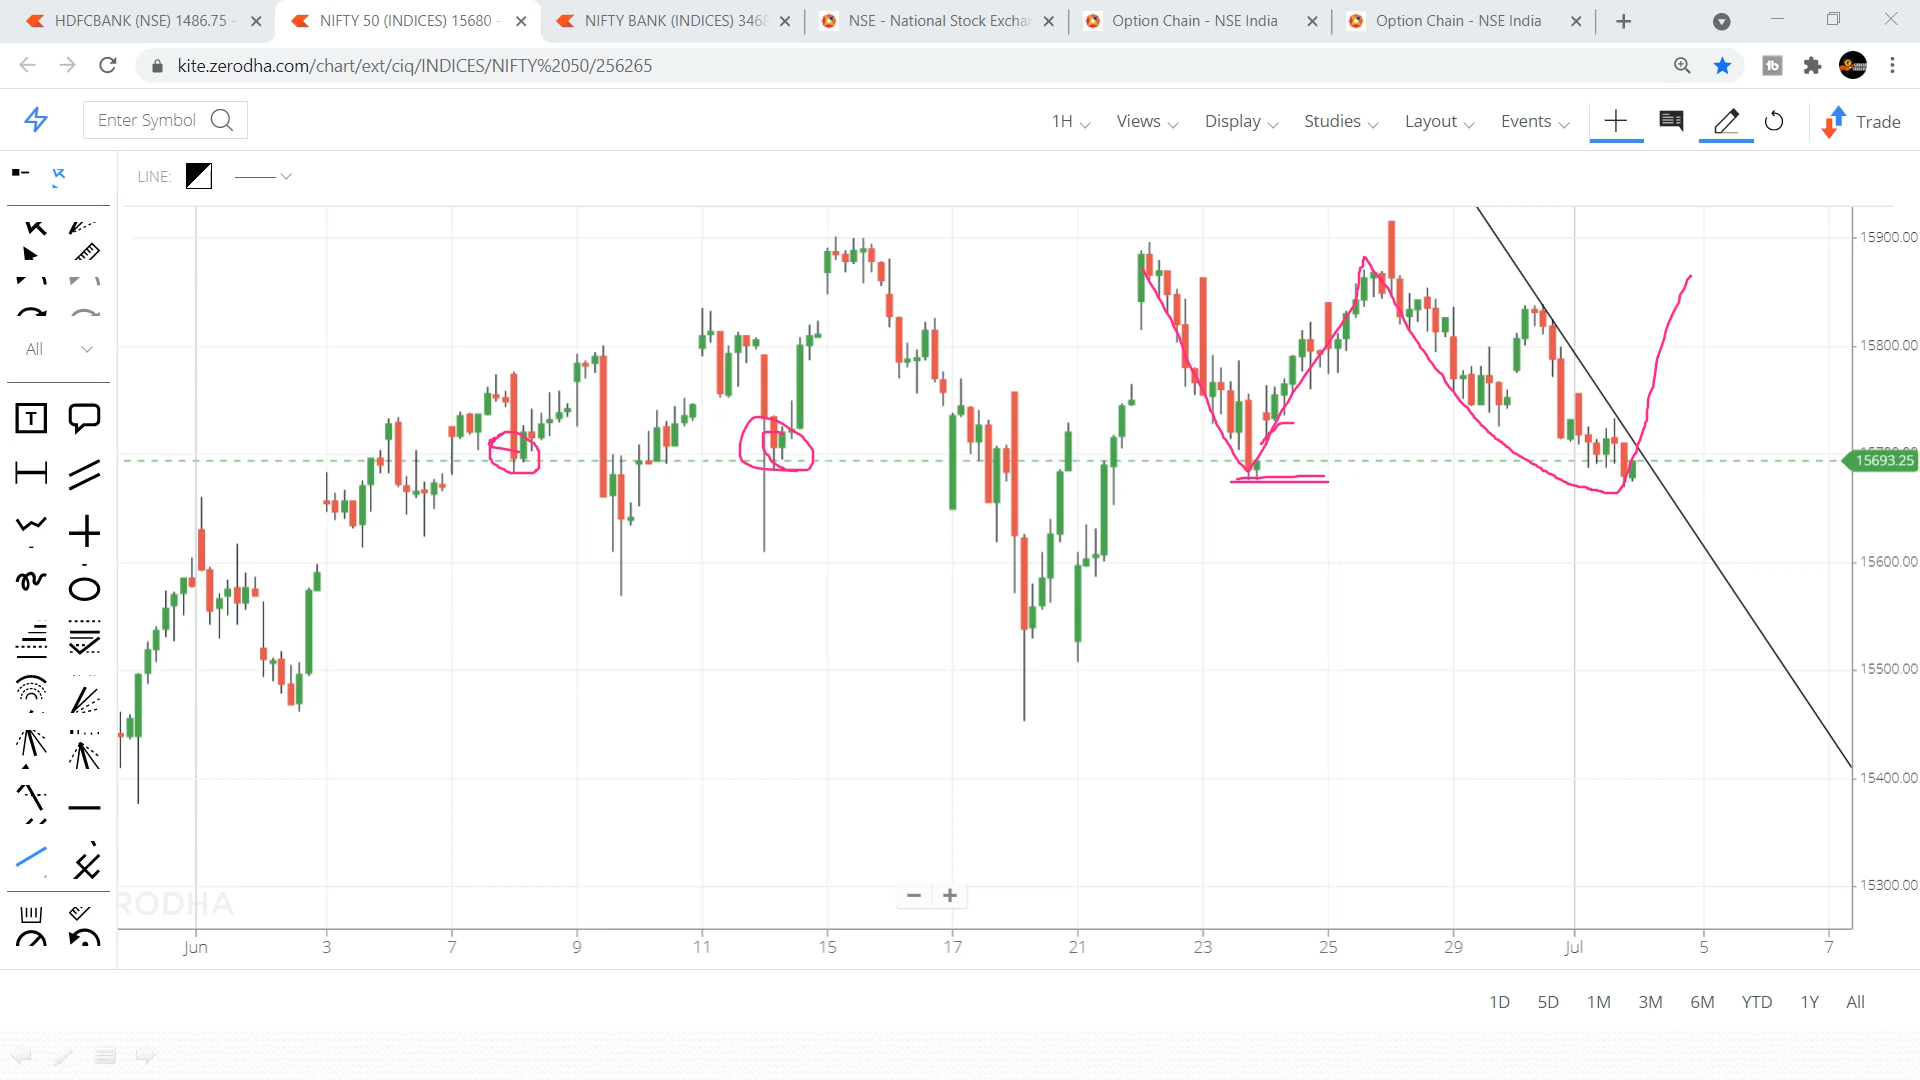 HDFCBANK (NSE) 1486.75 -
NIFTY 50 (INDICES) 15680 -
NIFTY BANK (INDICES) 3468
NSE - National Stock Exchan
Option Chain - NSE India
Option Chain - NSE India
kite.zerodha.com/chart/ext/ciq/INDICES/NIFTY%2050/256265
Enter Symbol
1H Views Display Studies Layout Events Trade
LINE:
All
T
15900.00
15800.00
15693.25
15600.00
15500.00
15400.00
15300.00
RODHA
Jun 3 7 9 11 15 17 21 23 25 29 Jul 5 7
1D 5D 1M 3M 6M YTD 1Y All